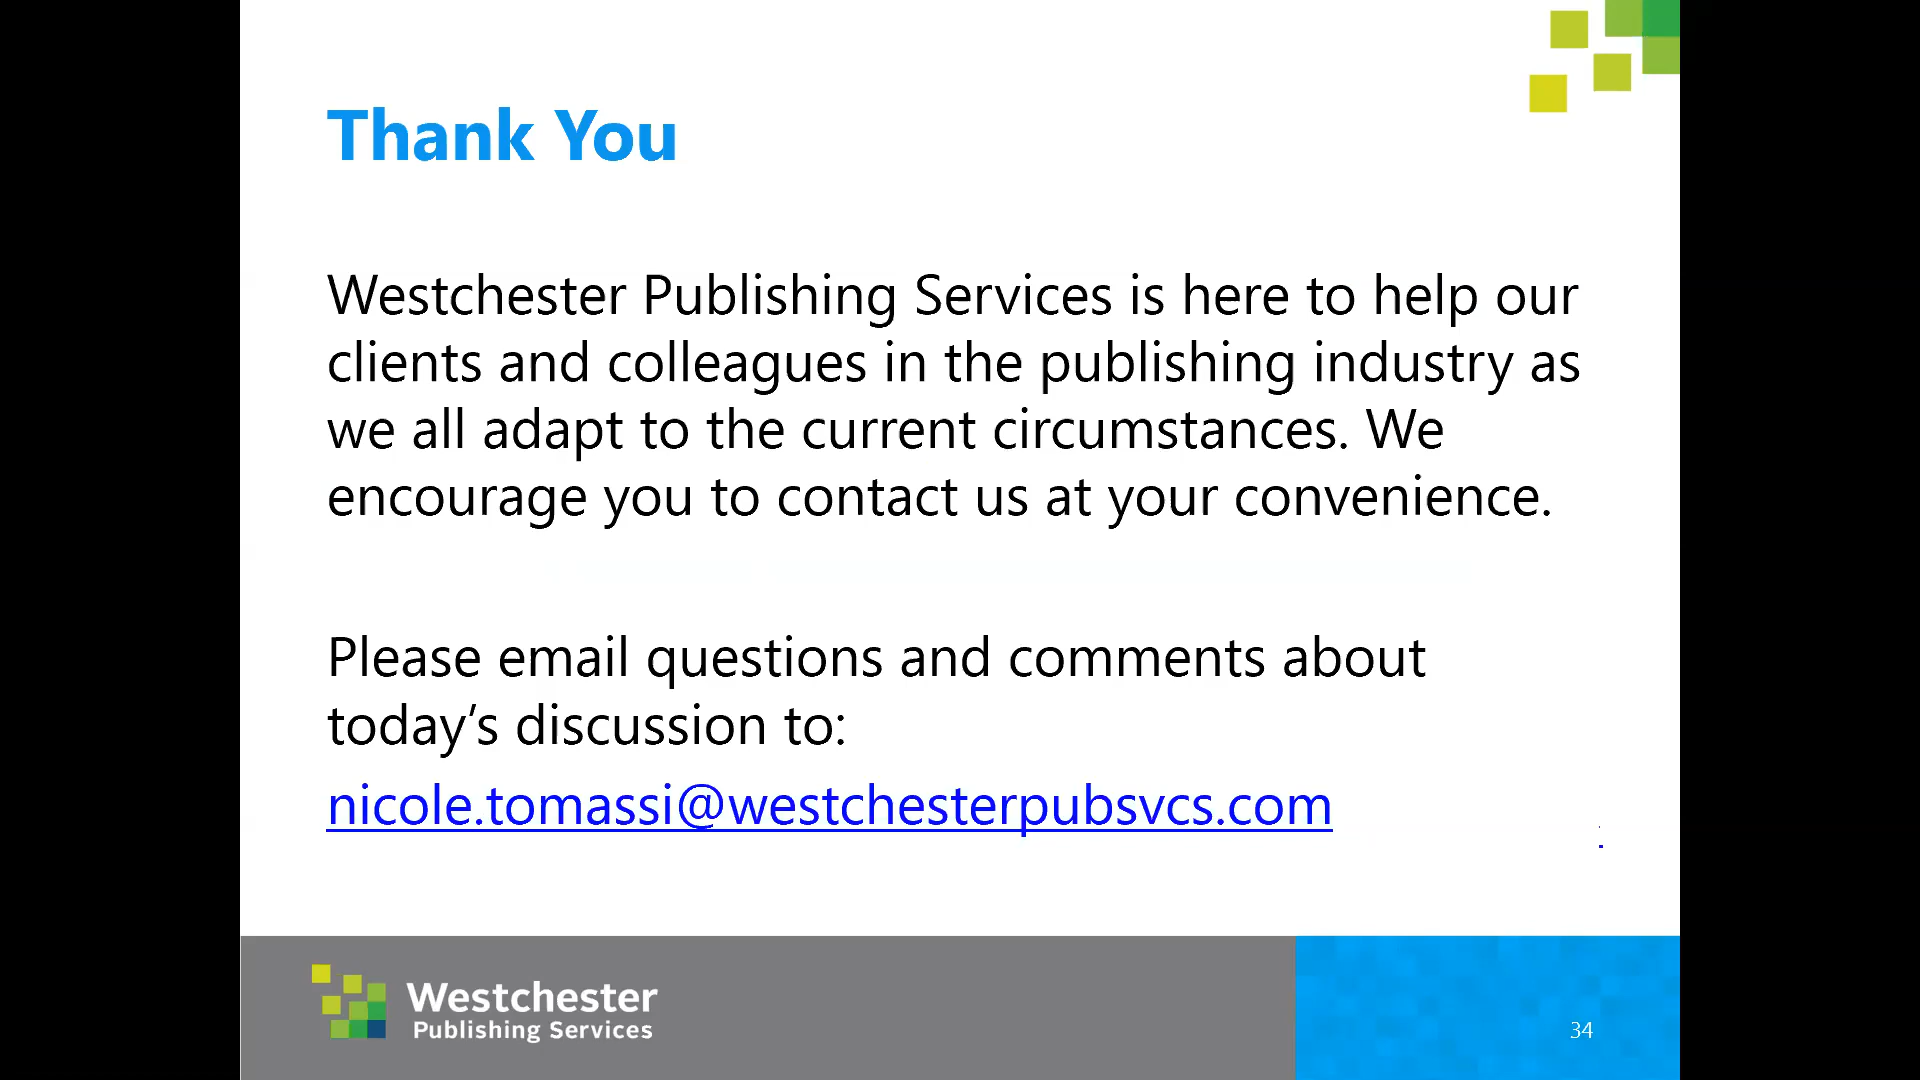 Thank You
Westchester Publishing Services is here to help our
clients and colleagues in the publishing industry as
we all adapt to the current circumstances. We
encourage you to contact us at your convenience.
Please email questions and comments about
today’s discussion to:
nicole.tomassi@westchesterpubsvcs.com
Westchester
Publishing Services
34